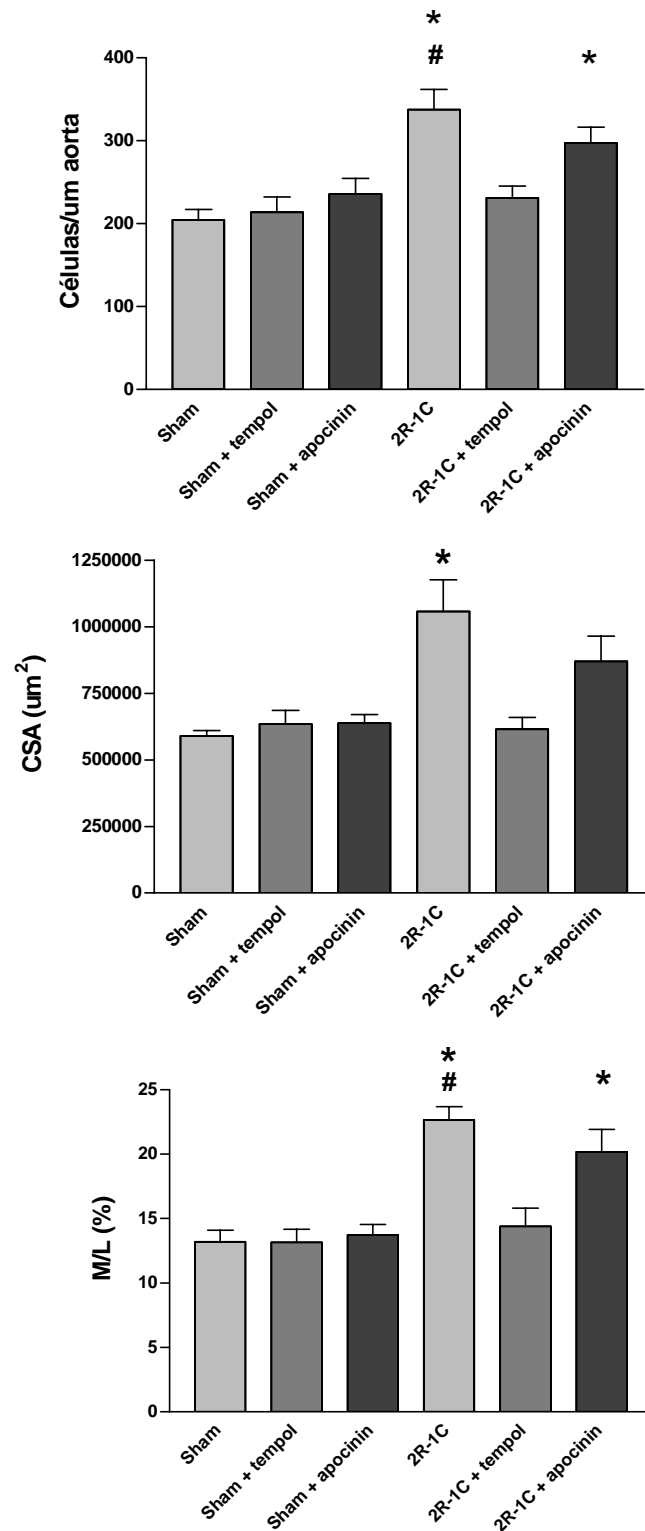 *
#
*
400
300
200
100
0
Células/um aorta
Sham
Sham + tempol
Sham + apocinin
2R-1C
2R-1C + tempol
2R-1C + apocinin
*
1250000
1000000
750000
500000
250000
0
CSA (um²)
Sham
Sham + tempol
Sham + apocinin
2R-1C
2R-1C + tempol
2R-1C + apocinin
*
#
*
25
20
15
10
5
0
M/L (%)
Sham
Sham + tempol
Sham + apocinin
2R-1C
2R-1C + tempol
2R-1C + apocinin